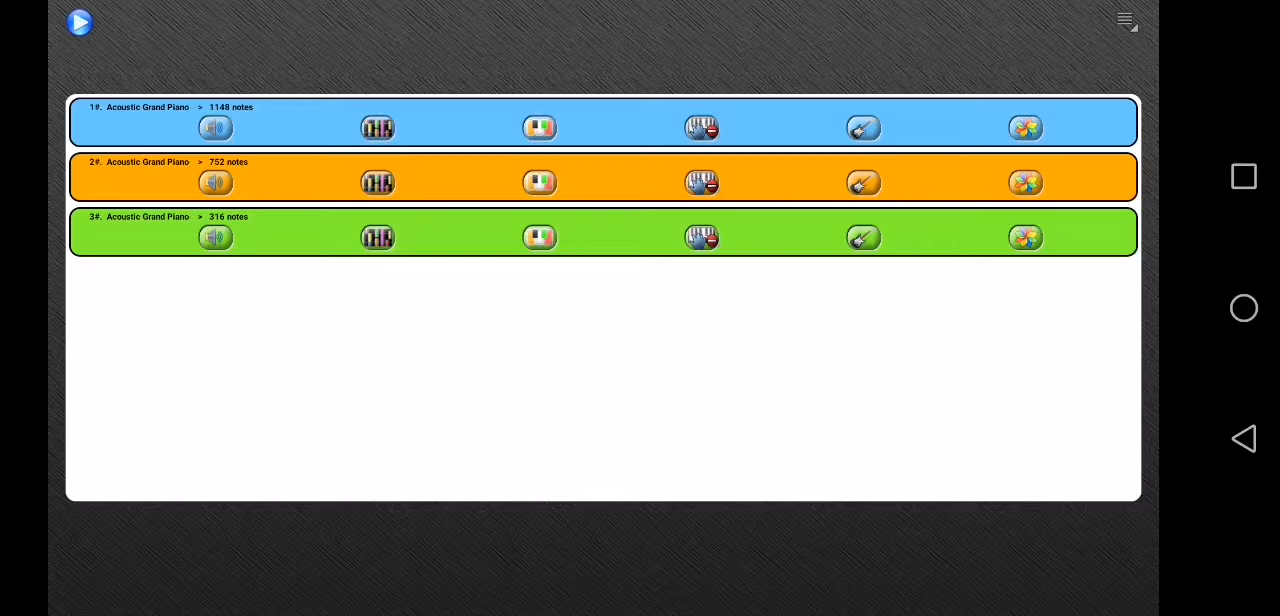 1#. Acoustic Grand Piano > 1148 notes
2#. Acoustic Grand Piano > 752 notes
3#. Acoustic Grand Piano > 316 notes